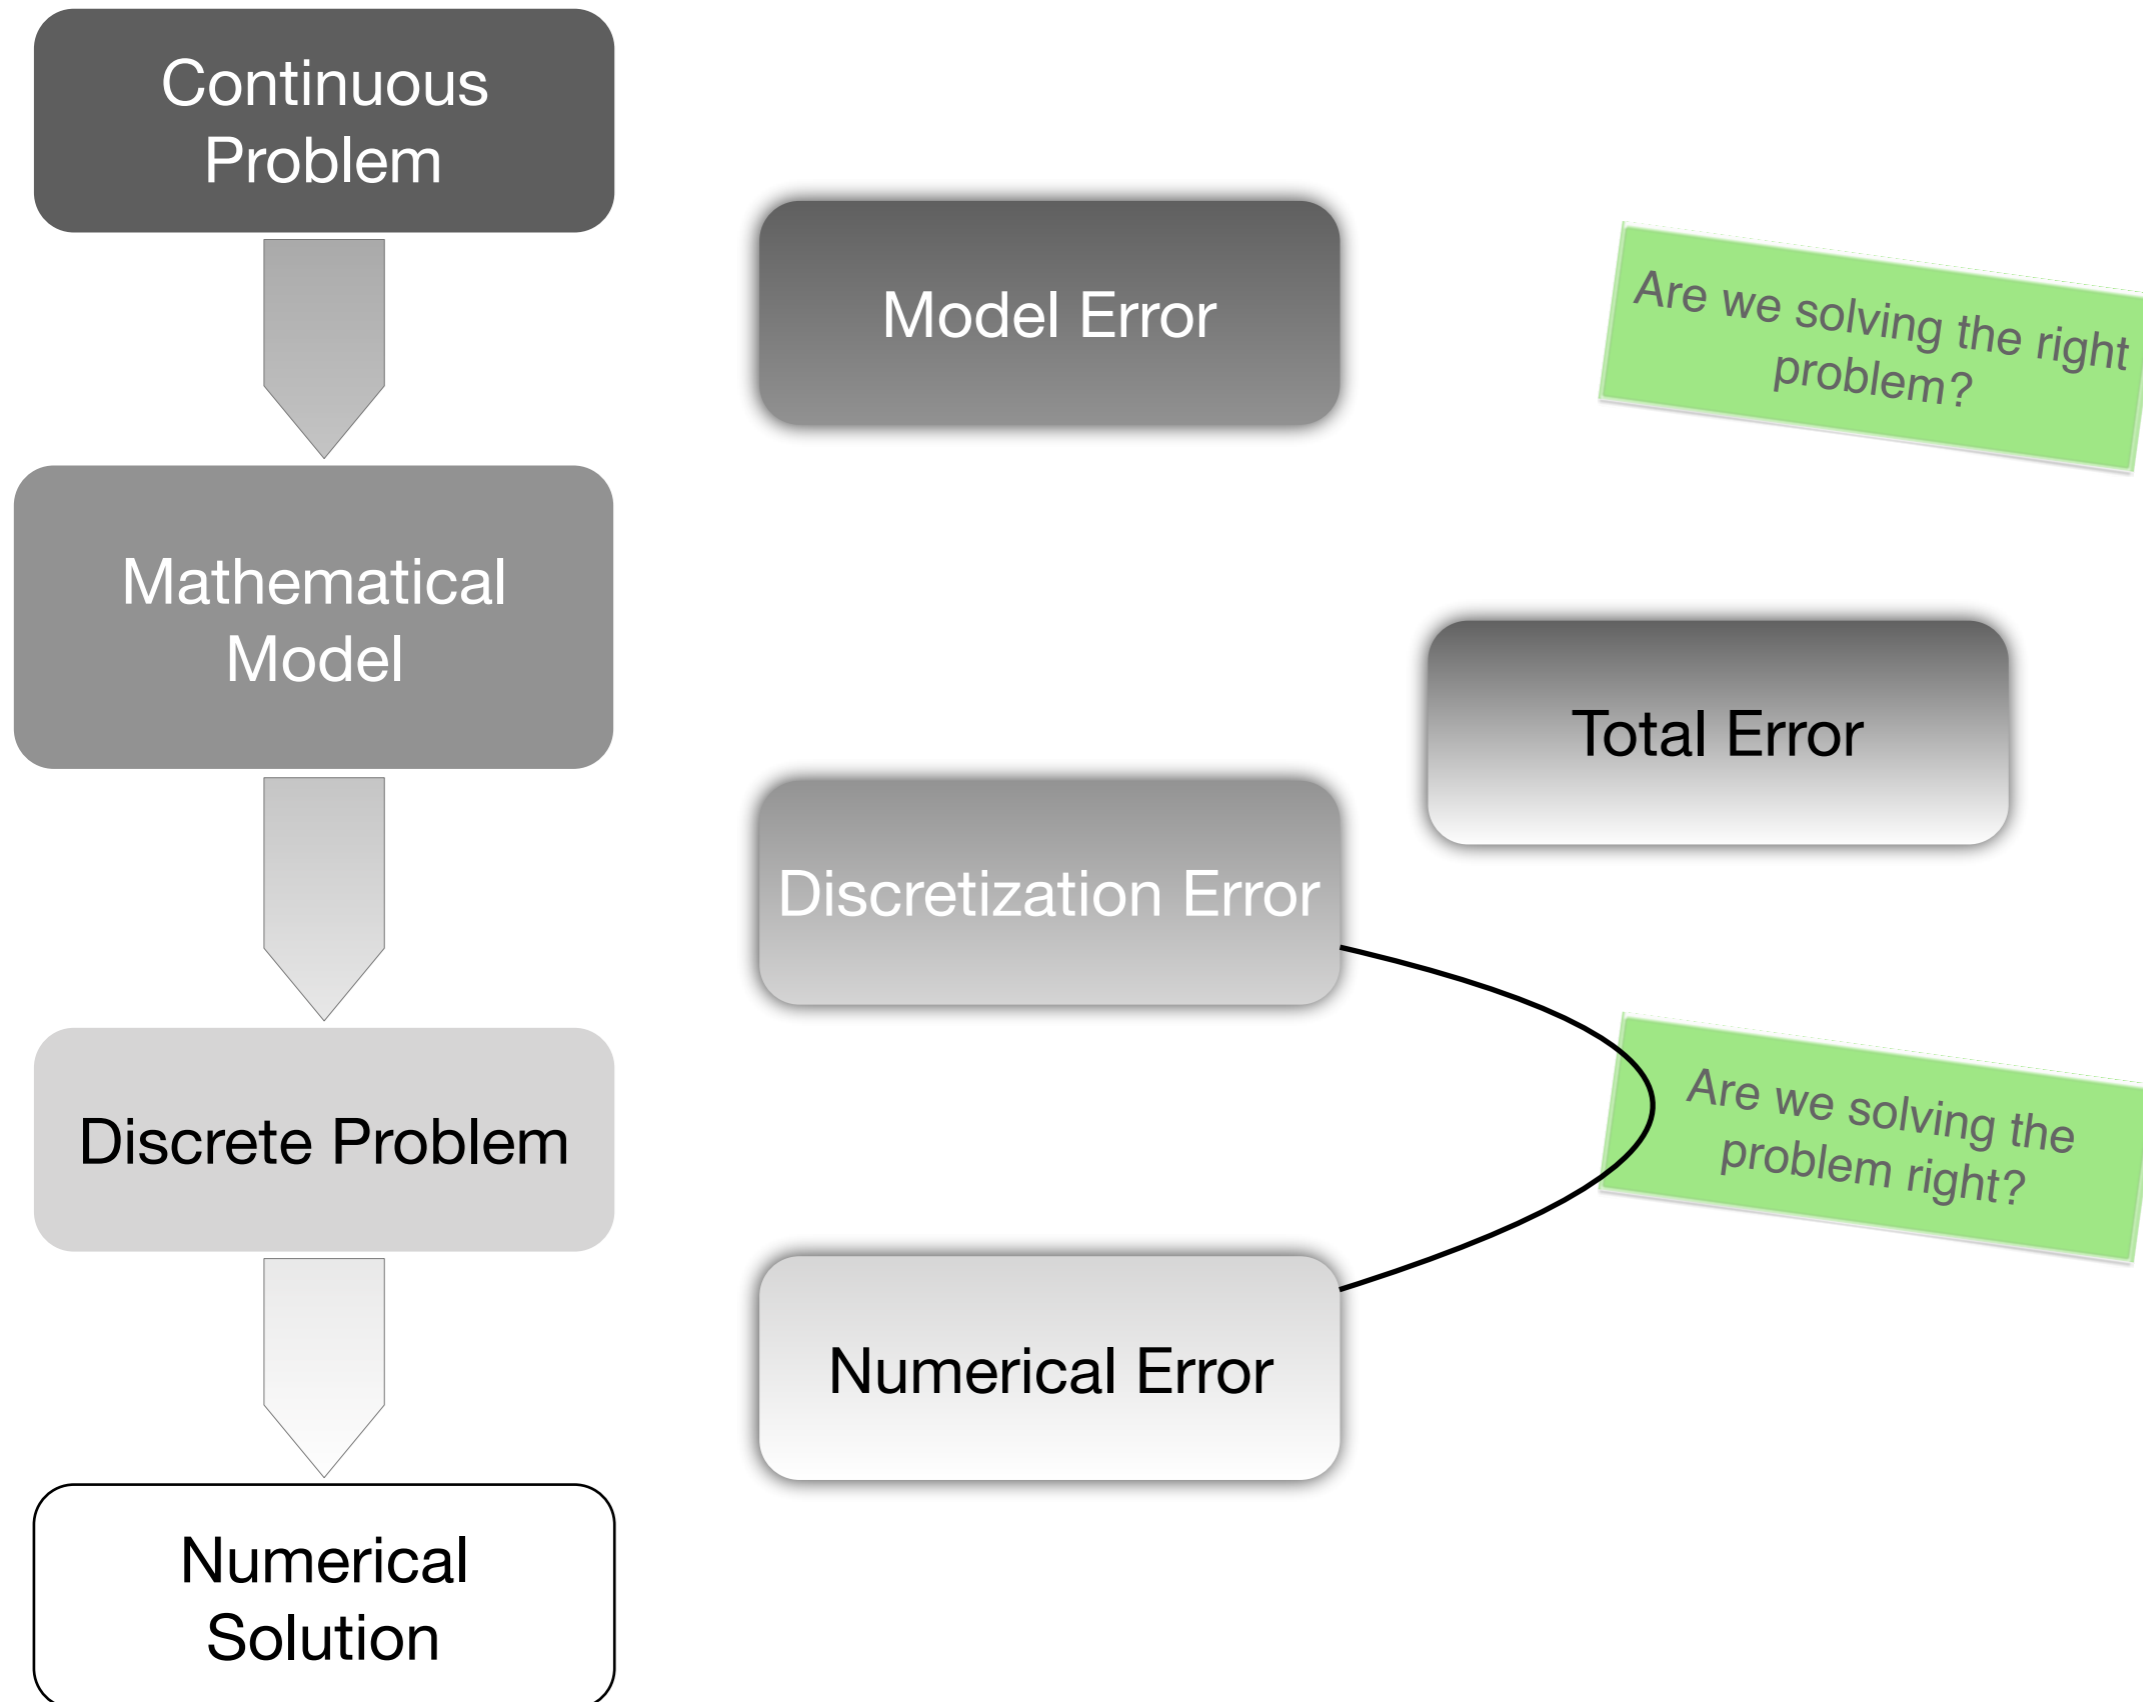 Continuous
Problem
Model Error
Are we solving the right
problem?
Mathematical
Model
Total Error
Discretization Error
Discrete Problem
Are we solving the
problem right?
Numerical Error
Numerical
Solution